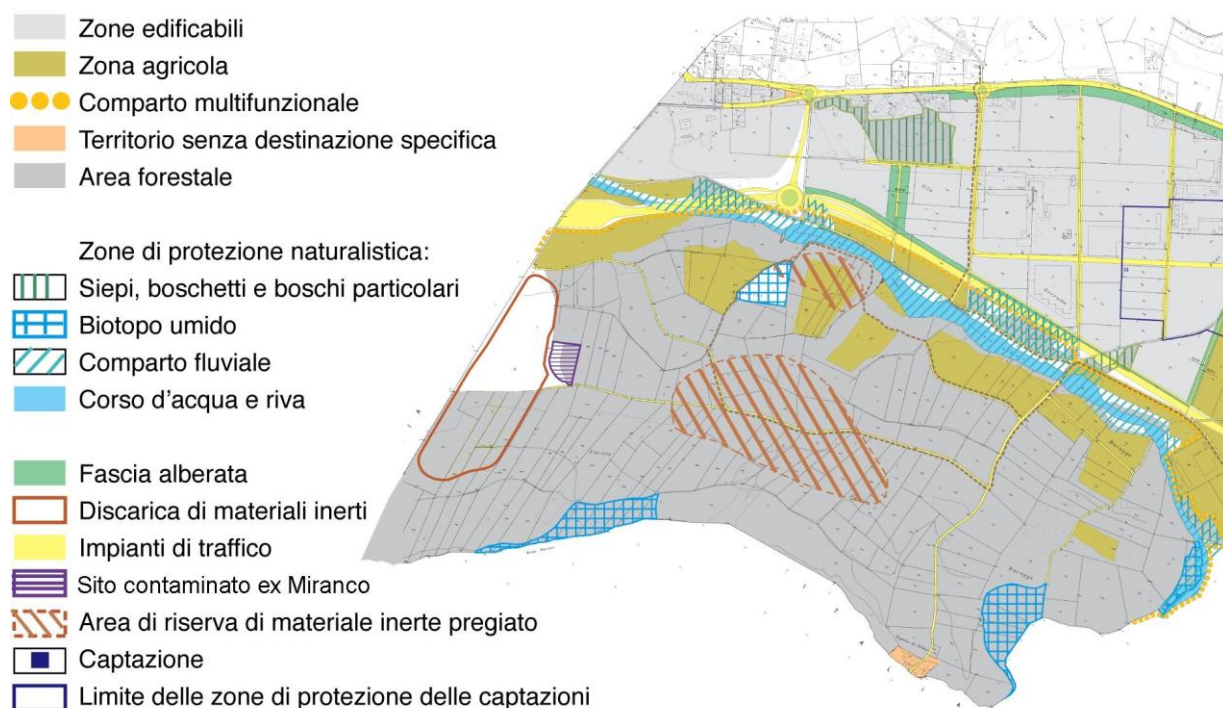 Zone edificabili
Zona agricola
Comparto multifunzionale
Territorio senza destinazione specifica
Area forestale
Zone di protezione naturalistica:
Siepi, boschetti e boschi particolari
Biotopo umido
Comparto fluviale
Corso d’acqua e riva
Fascia alberata
Discarica di materiali inerti
Impianti di traffico
Sito contaminato ex Miranco
Area di riserva di materiale inerte pregiato
Captazione
Limite delle zone di protezione delle captazioni